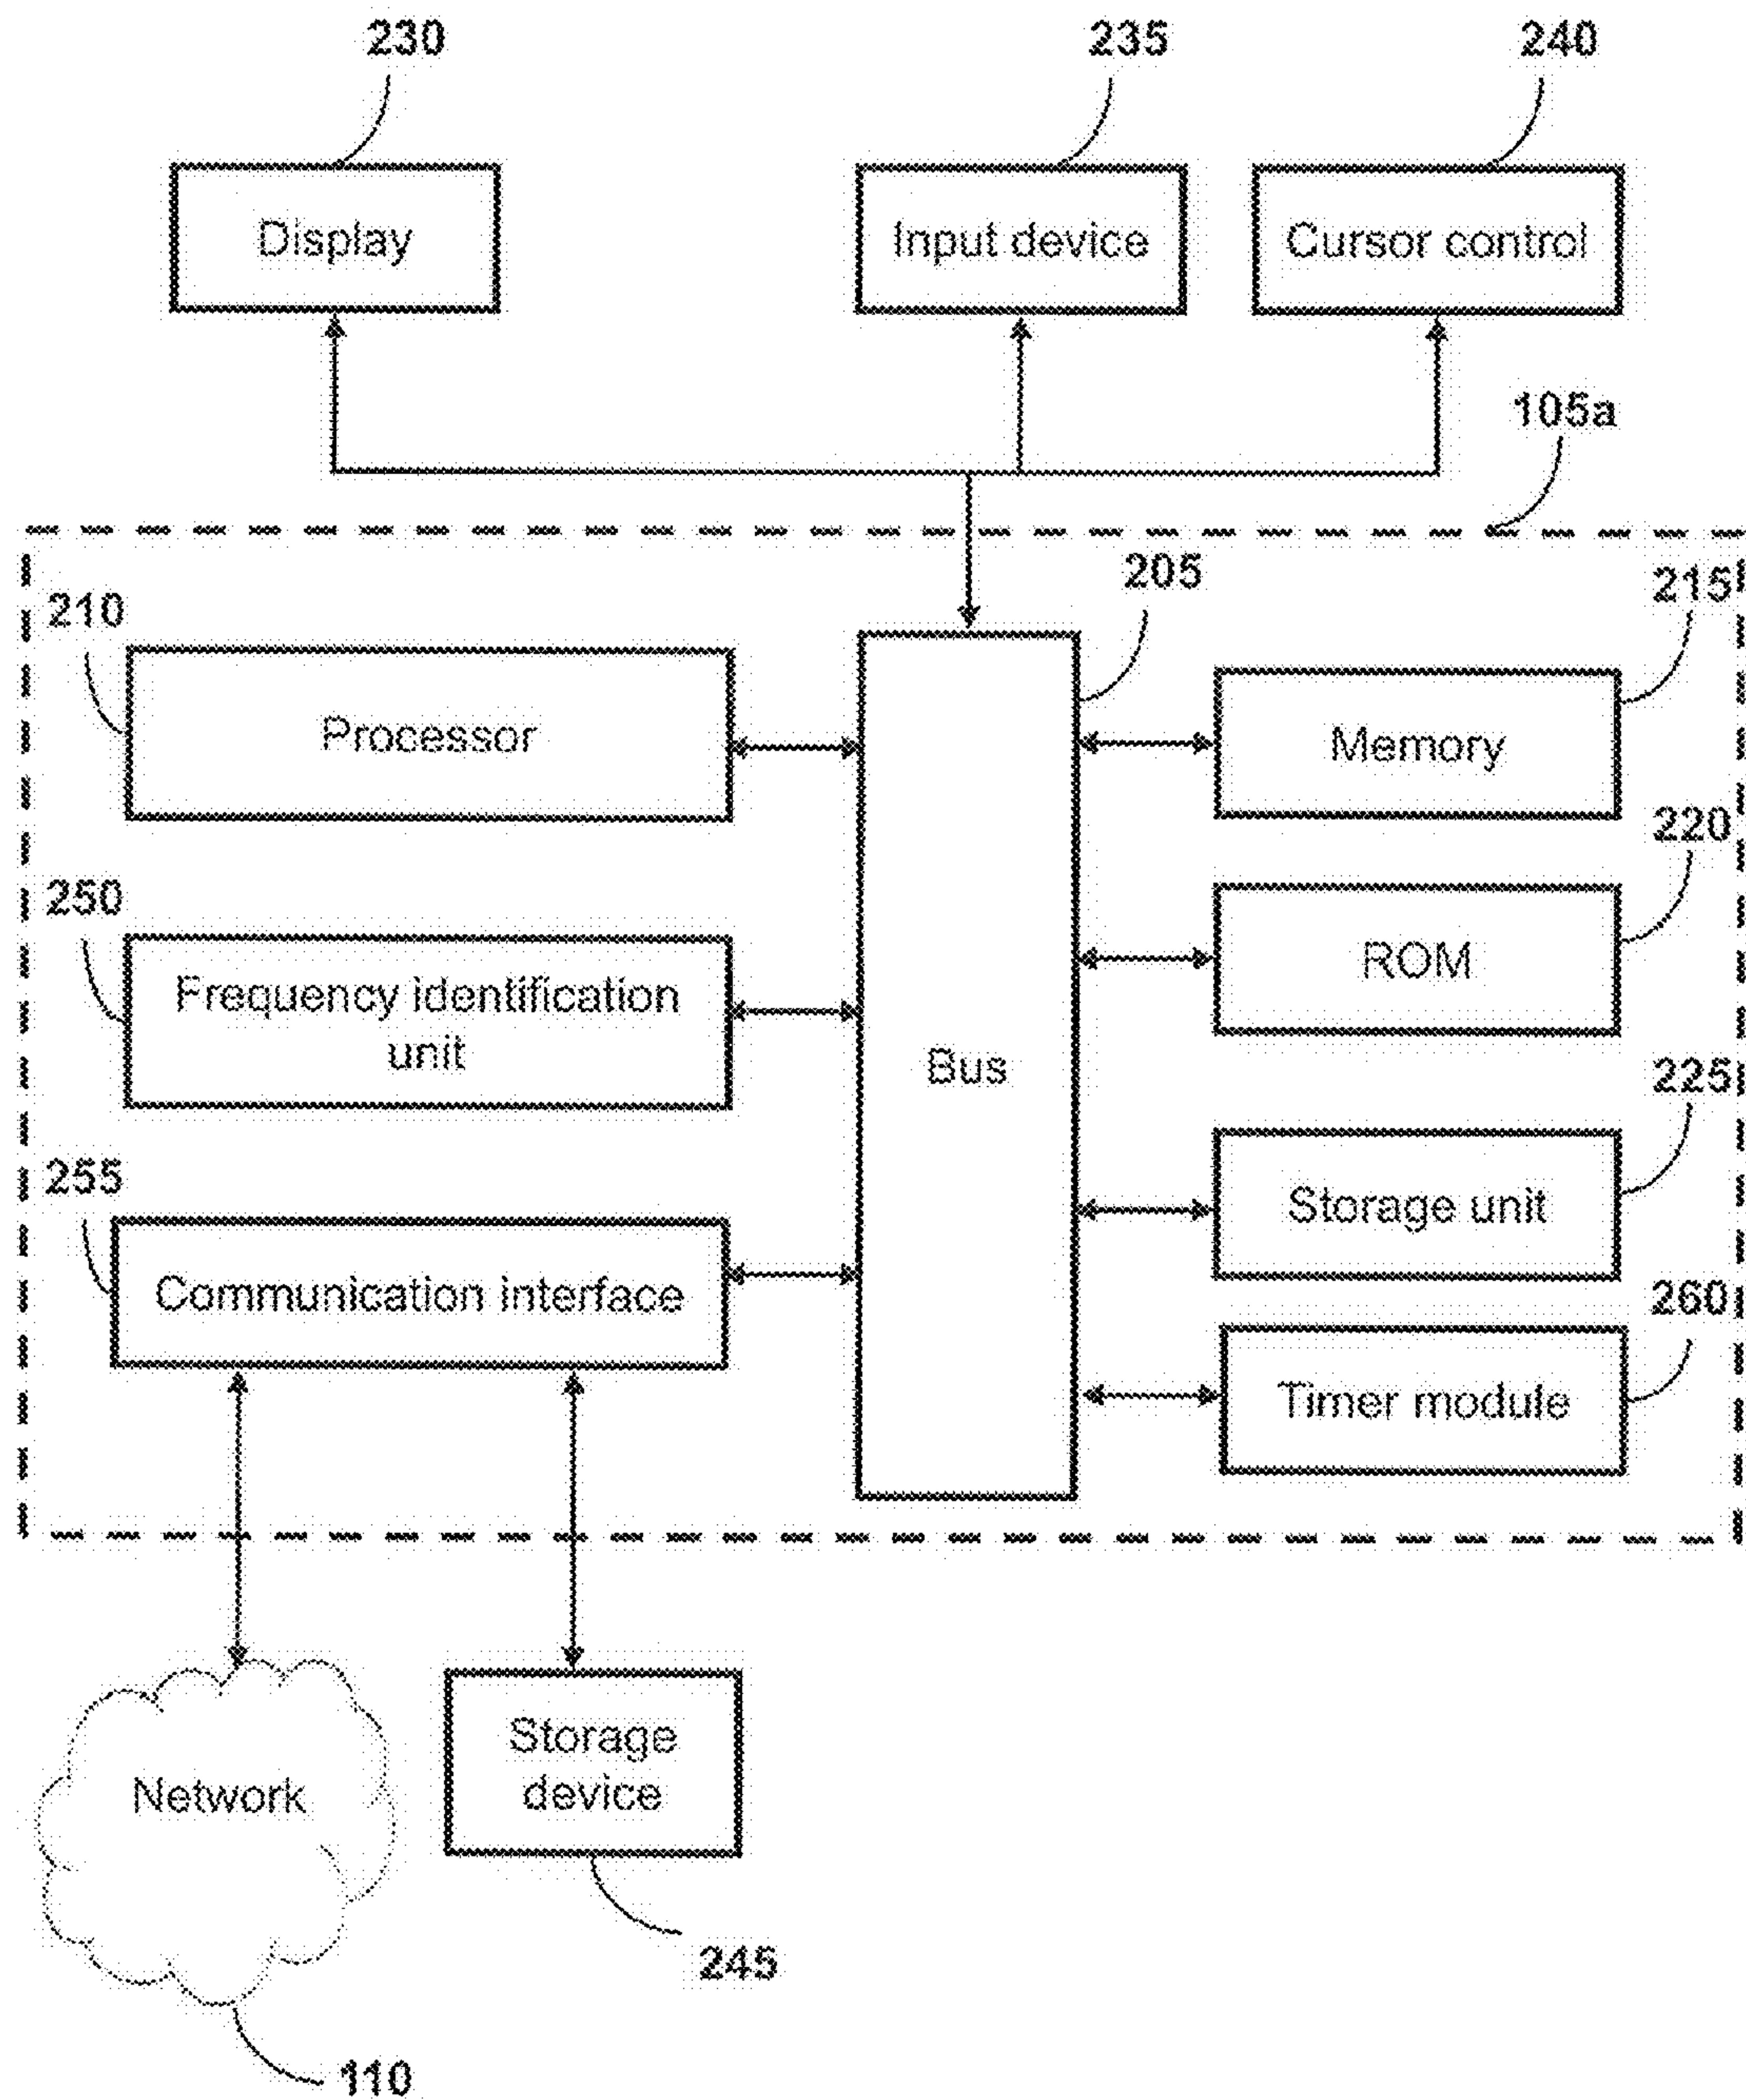 230
235
240
Display
Input device
Cursor control
105a
205
210
215
Processor
Memory
220
250
ROM
Frequency identification
unit
Bus
225
255
Storage unit
Communication interface
260
Timer module
Storage
device
Network
245
110